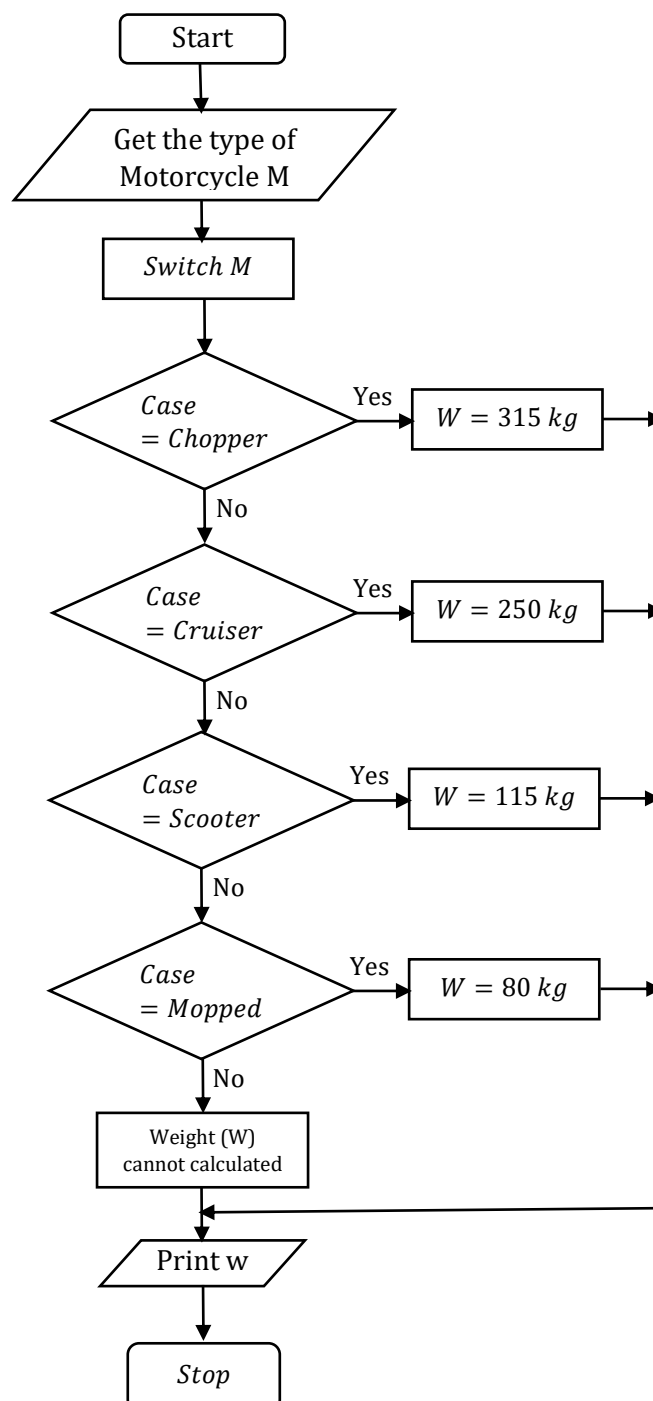 Start
Get the type of
Motorcycle M
Switch M
Case
= Chopper
Yes
W = 315 kg
No
Case
= Cruiser
Yes
W = 250 kg
No
Case
= Scooter
Yes
W = 115 kg
No
Case
= Mopped
Yes
W = 80 kg
No
Weight (W)
cannot calculated
Print w
Stop